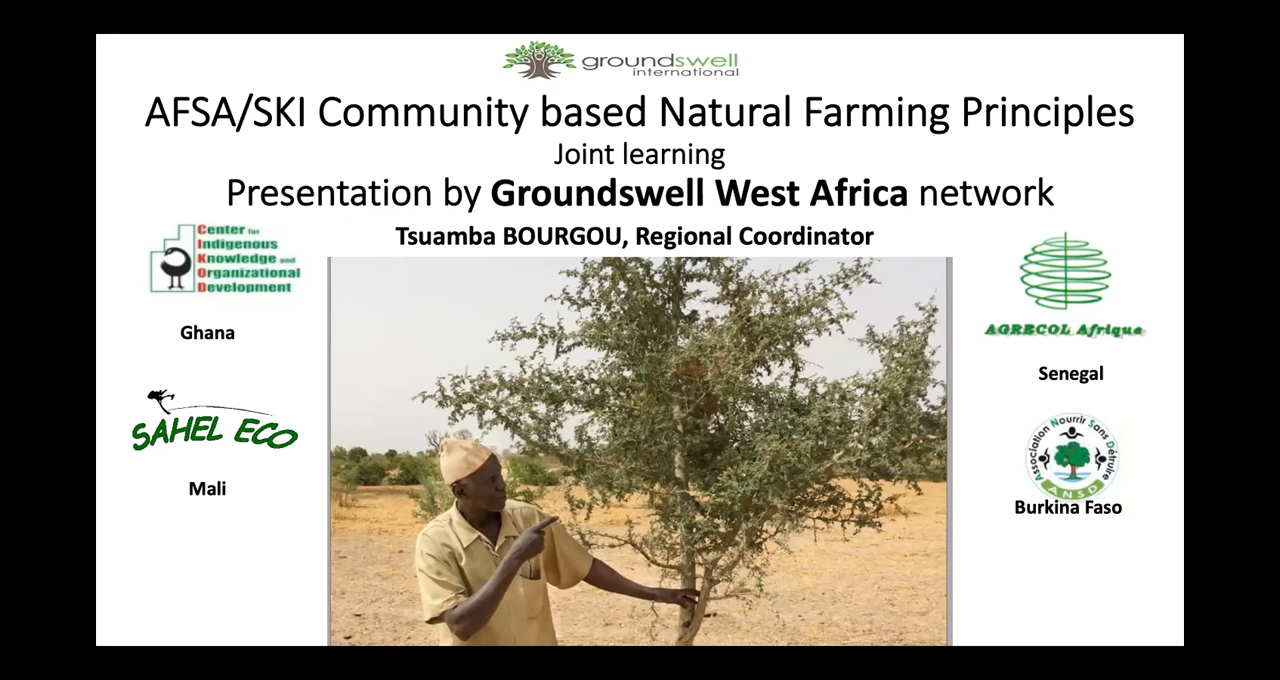 groundswell
international
AFSA/SKI Community based Natural Farming Principles
Joint learning
Presentation by Groundswell West Africa network
Tsuamba BOURGOU, Regional Coordinator
Center for
Indigenous
Knowledge and
Organizational
Development
Ghana
SAHEL ECO
Mali
AGRECOL Afrique
Senegal
Association Nourrir Sans Détruire
ANSD
Burkina Faso